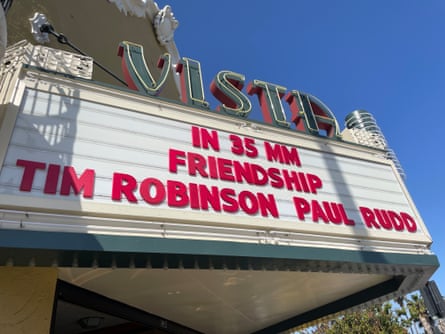 VISTA
IN 35 MM
FRIENDSHIP
TIM ROBINSON PAUL RUDD